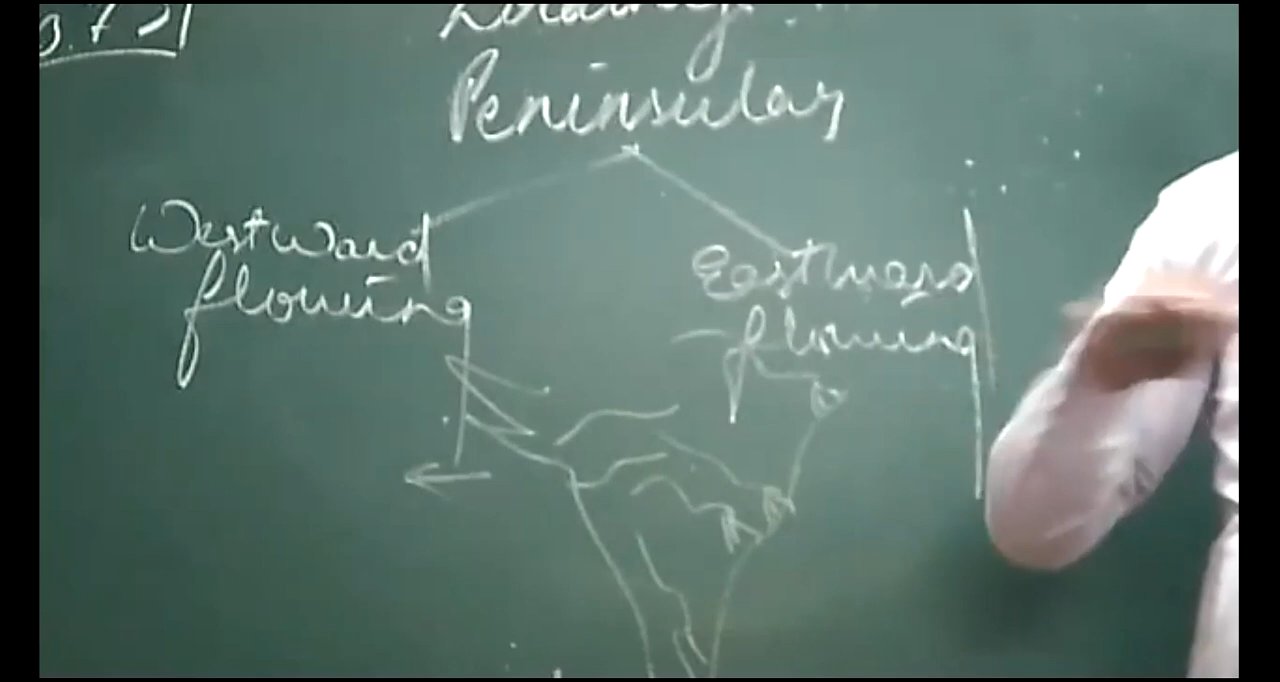 Peninsular
Westward
flowing
Eastward
flowing